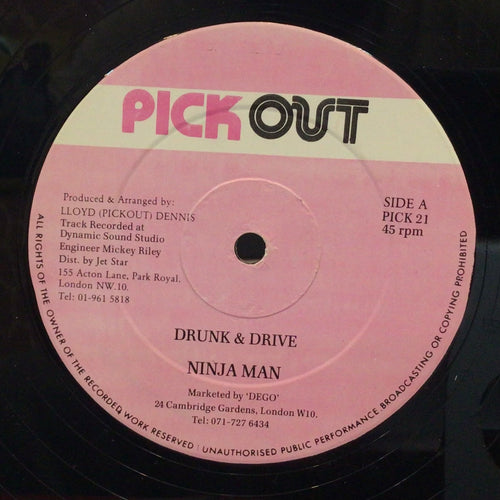 PICK OUT
Produced & Arranged by:
LLOYD (PICKOUT) DENNIS
Track Recorded at
Dynamic Sound Studio
Engineer Mickey Riley
Dist. by Jet Star
155 Acton Lane, Park Royal.
London NW.10.
Tel: 01-961 5818
SIDE A
PICK 21
45 rpm
DRUNK & DRIVE
NINJA MAN
Marketed by 'DEGO'
24 Cambridge Gardens, London W10.
Tel: 071-727 6434
ALL RIGHTS OF THE OWNER OF THE RECORDED WORK RESERVED : UNAUTHORISED PUBLIC PERFORMANCE BROADCASTING OR COPYING PROHIBITED